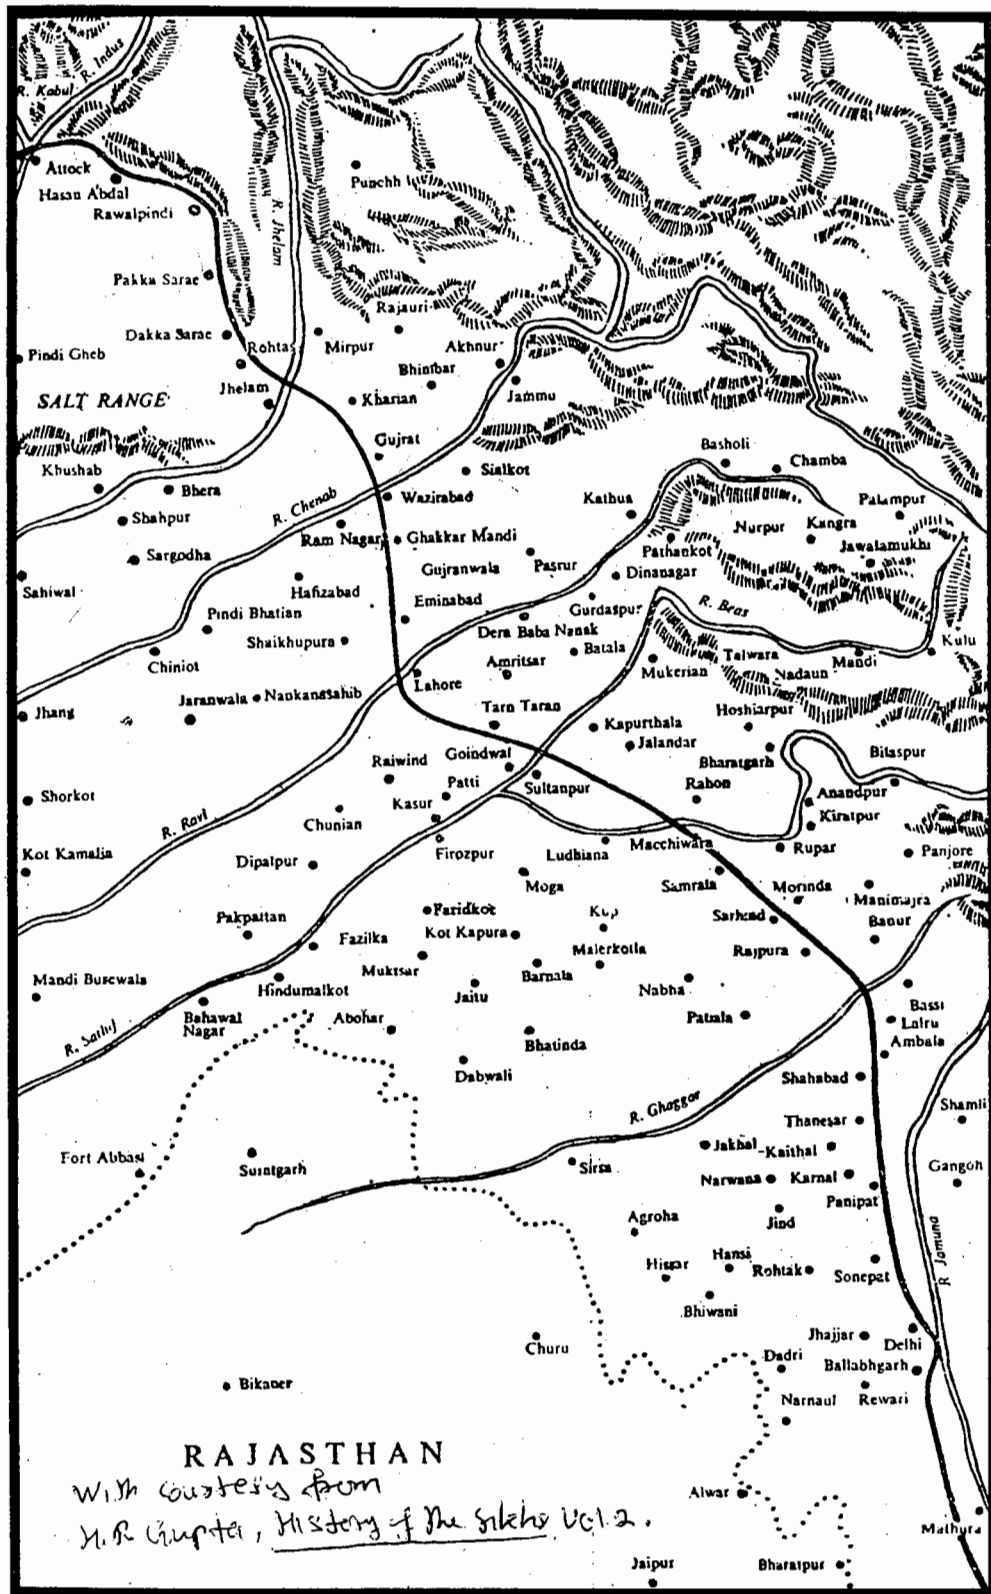 R. Indus
R. Kabul
Attock
Hasan Abdal
Rawalpindi
Punchh
R. Jhelam
Pakka Sarae
Rajauri
Dakka Sarae
Rohtas
Mirpur
Akhnur
Pindi Gheb
Bhimbar
Jhelam
Kharian
Jammu
SALT RANGE
Gujrat
Basholi
Khushab
Sialkot
Chamba
Bhera
R. Chenab
Wazirabad
Kathua
Palampur
Shahpur
Ram Nagar
Ghakkar Mandi
Nurpur
Kangra
Sargodha
Pathankot
Jawalamukhi
Gujranwala
Pasrur
Dinanagar
Sahiwal
Hafizabad
Eminabad
Gurdaspur
R. Beas
Pindi Bhatian
Dera Baba Nanak
Shaikhupura
Batala
Talwara
Kulu
Chiniot
Amritsar
Mukerian
Mandi
Lahore
Nadaun
Jaranwala
NankanaSahib
Jhang
Tarn Taran
Kapurthala
Hoshiarpur
Jalandar
Goindwal
Bharatgarh
Bilaspur
Raiwind
Patti
Sultanpur
Rahon
Anandpur
Shorkot
Kasur
Kiratpur
R. Ravi
Chunian
Macchiwara
Kot Kamalia
Dipalpur
Firozpur
Ludhiana
Rupar
Panjore
Moga
Samrala
Morinda
Manimajra
Pakpattan
Faridkot
Kup
Sarhend
Banur
Fazilka
Kot Kapura
Malerkotla
Rajpura
Mandi Burewala
Muktsar
Barnala
Hindumalkot
Jaitu
Nabha
Bassi
Bahawal
Nagar
Abohar
Patiala
Lalru
R. Satluj
Bhatinda
Ambala
Dabwali
Shahabad
R. Ghaggar
Shamli
Thanesar
Fort Abbasi
Suratgarh
Jakhal
Kaithal
Sirsa
Narwana
Karnal
Gangoh
Panipat
Agroha
Jind
R Jamuna
Hissar
Hansi
Rohtak
Sonepat
Bhiwani
Churu
Jhajjar
Delhi
Dadri
Ballabhgarh
Bikaner
Narnaul
Rewari
RAJASTHAN
With courtesy from
H.R Gupta, History of the Sikhs Vol.2.
Alwar
Mathura
Jaipur
Bharatpur